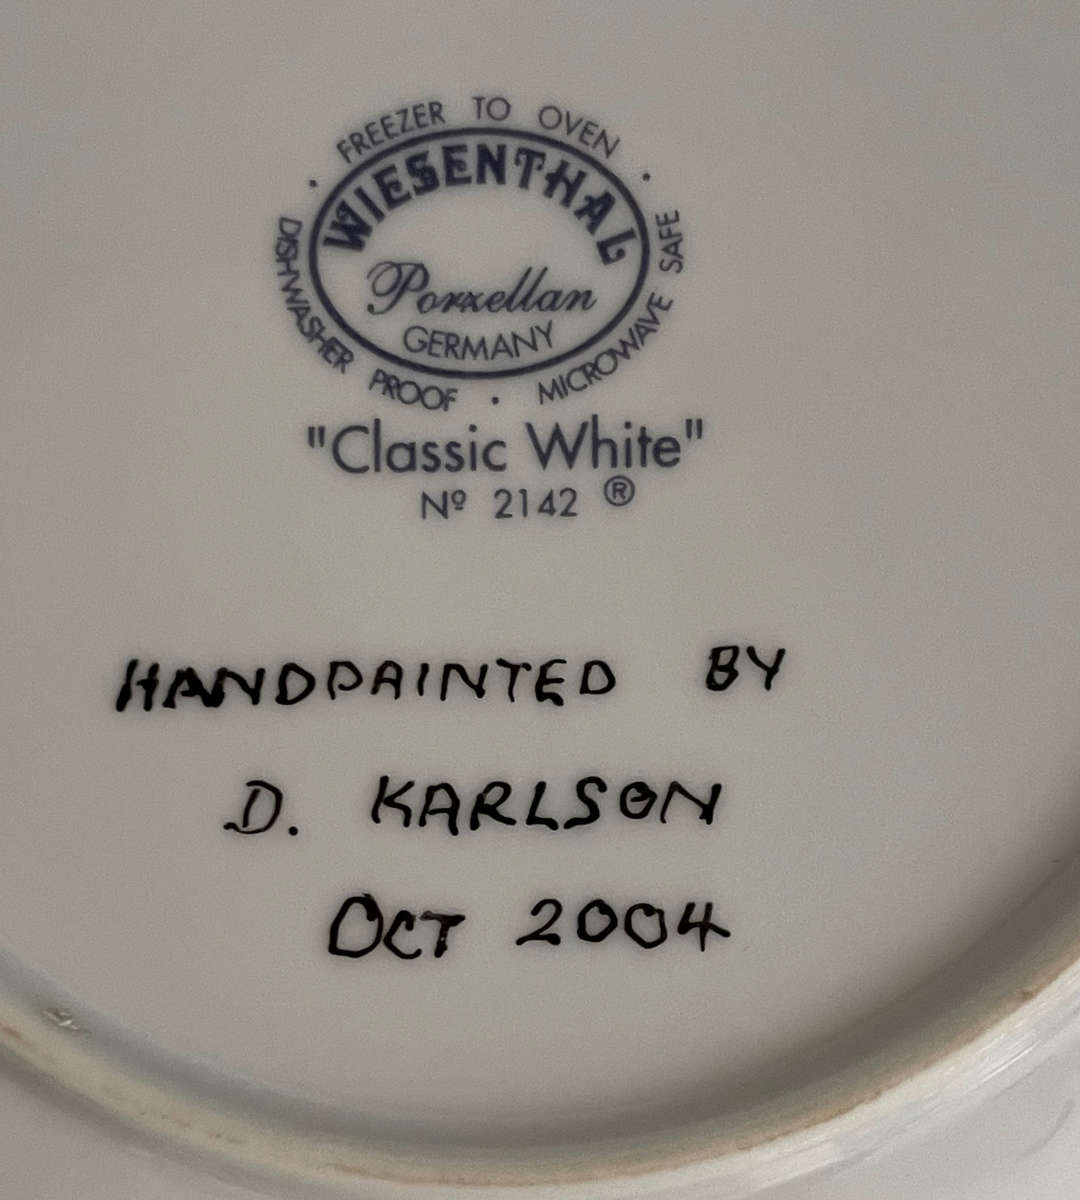 FREEZER TO OVEN · MICROWAVE SAFE · DISHWASHER PROOF ·
WIESENTHAL
Porzellan
GERMANY
"Classic White"
Nº 2142 ®
HANDPAINTED BY
D. KARLSON
OCT 2004